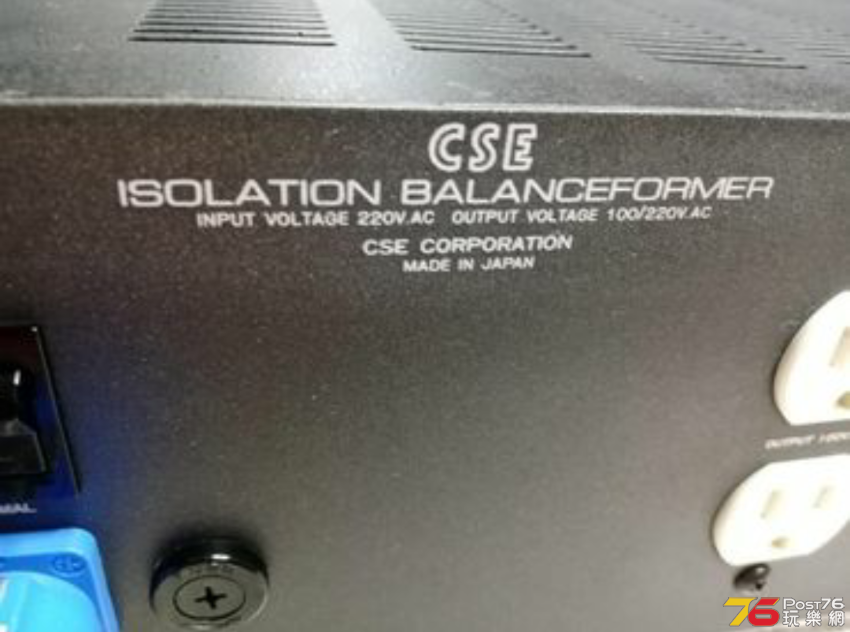 CSE
ISOLATION BALANCEFORMER
INPUT VOLTAGE 220V.AC OUTPUT VOLTAGE 100/220V.AC
CSE CORPORATION
MADE IN JAPAN
OUTPUT
Post76
玩樂網